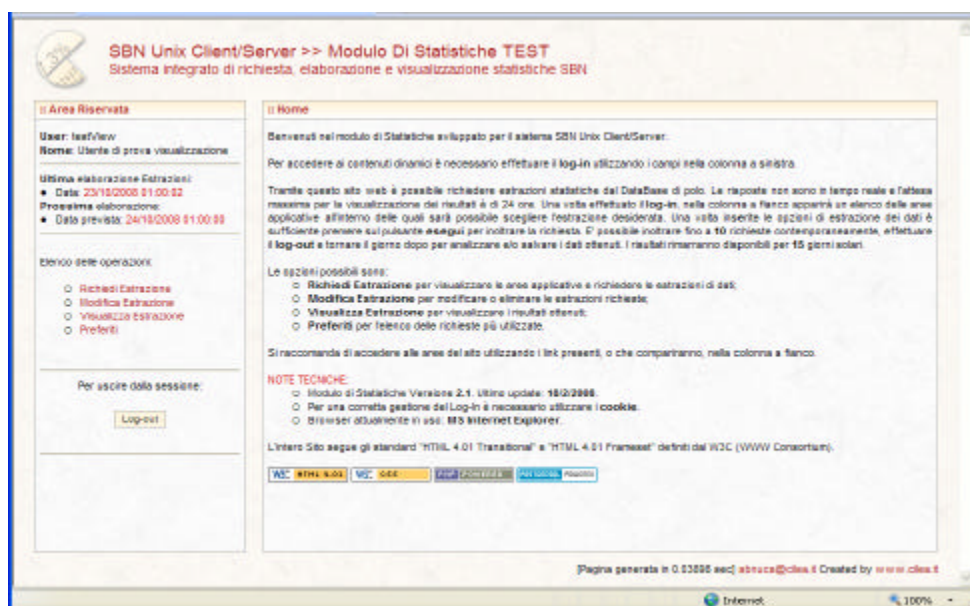 SBN Unix Client/Server >> Modulo Di Statistiche TEST
Sistema integrato di richiesta, elaborazione e visualizzazione statistiche SBN
:: Area Riservata
User: testView
Nome: Utente di prova visualizzazione
Ultima elaborazione Estrazioni:
Data: 23/10/2008 01:00:02
Prossima elaborazione:
Data prevista: 24/10/2008 01:00:00
Elenco delle operazioni:
Richiedi Estrazione
Modifica Estrazione
Visualizza Estrazione
Preferiti
Per uscire dalla sessione:
Log-out
:: Home
Benvenuti nel modulo di Statistiche sviluppato per il sistema SBN Unix Client/Server.
Per accedere ai contenuti dinamici è necessario effettuare il log-in utilizzando i campi nella colonna a sinistra.
Tramite questo sito web è possibile richiedere estrazioni statistiche dal DataBase di polo. Le risposte non sono in tempo reale e l'attesa
massima per la visualizzazione dei risultati è di 24 ore. Una volta effettuato il log-in, nella colonna a fianco apparirà un elenco delle aree
applicative all'interno delle quali sarà possibile scegliere l'estrazione desiderata. Una volta inserite le opzioni di estrazione dei dati è
sufficiente premere sul pulsante esegui per inoltrare la richiesta. E' possibile inoltrare fino a 10 richieste contemporaneamente, effettuare
il log-out e tornare il giorno dopo per analizzare e/o salvare i dati ottenuti. I risultati rimarranno disponibili per 15 giorni solari.
Le opzioni possibili sono:
Richiedi Estrazione per visualizzare le aree applicative e richiedere le estrazioni di dati;
Modifica Estrazione per modificare o eliminare le estrazioni richieste;
Visualizza Estrazione per visualizzare i risultati ottenuti;
Preferiti per l'elenco delle richieste più utilizzate.
Si raccomanda di accedere alle aree del sito utilizzando i link presenti, o che compariranno, nella colonna a fianco.
NOTE TECNICHE:
Modulo di Statistiche Versione 2.1. Ultimo update: 18/2/2008.
Per una corretta gestione del Log-In è necessario utilizzare i cookie.
Browser attualmente in uso: MS Internet Explorer.
L'intero Sito segue gli standard "HTML 4.01 Transitional" e "HTML 4.01 Frameset" definiti dal W3C (WWW Consortium).
W3C HTML 4.01 W3C CSS PHP POWERED POWERED
[Pagina generata in 0.03898 sec] Created by www.cilea.it
Internet 100%